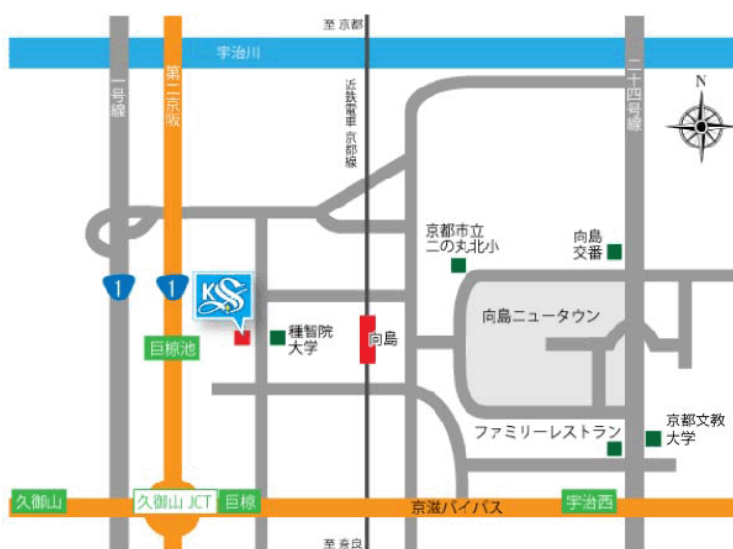 至 京都
宇治川
一号線
第二京阪
近鉄電車 京都線
二十四号線
N
京都市立
二の丸北小
向島
交番
1
1
KSS
向島ニュータウン
種智院
大学
向島
巨椋池
京都文教
大学
ファミリーレストラン
久御山
久御山 JCT
巨椋
京滋バイパス
宇治西
至 奈良